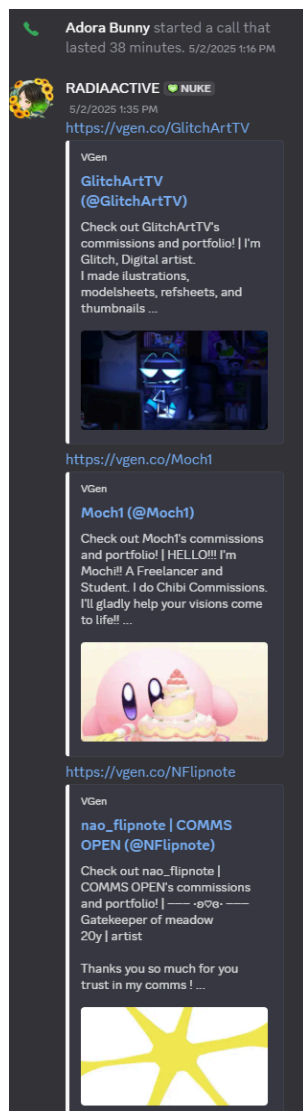 Adora Bunny started a call that
lasted 38 minutes. 5/2/2025 1:16 PM
RADIAACTIVE NUKE
5/2/2025 1:35 PM
https://vgen.co/GlitchArtTV
VGen
GlitchArtTV
(@GlitchArtTV)
Check out GlitchArtTV's
commissions and portfolio! | I'm
Glitch, Digital artist.
I made ilustrations,
modelsheets, refsheets, and
thumbnails ...
https://vgen.co/Moch1
VGen
Moch1 (@Moch1)
Check out Moch1's commissions
and portfolio! | HELLO!!! I'm
Mochi!! A Freelancer and
Student. I do Chibi Commissions.
I'll gladly help your visions come
to life!! ...
https://vgen.co/NFlipnote
VGen
nao_flipnote | COMMS
OPEN (@NFlipnote)
Check out nao_flipnote |
COMMS OPEN's commissions
and portfolio! | ─── ･ʚ♡ɞ･ ───
Gatekeeper of meadow
20y | artist
Thanks you so much for you
trust in my comms ! ...